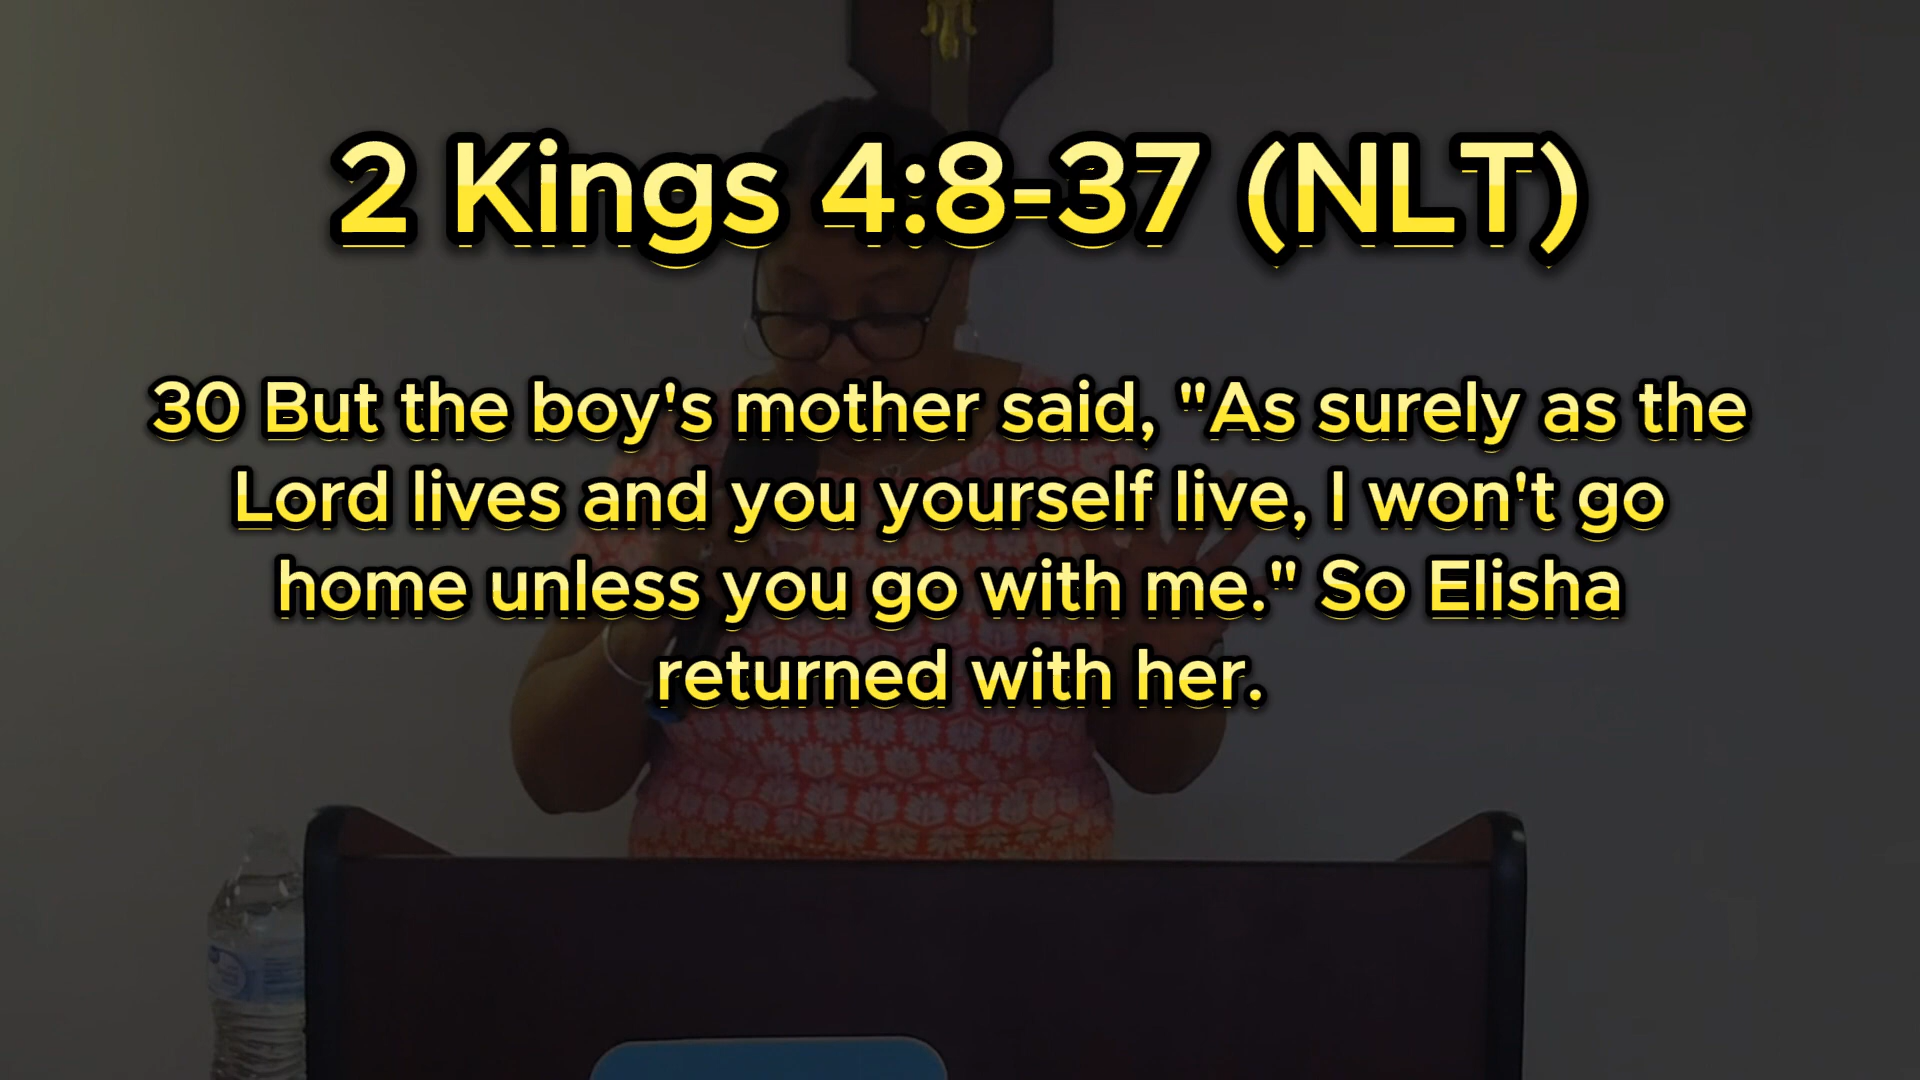 2 Kings 4:8-37 (NLT)
30 But the boy's mother said, "As surely as the
Lord lives and you yourself live, I won't go
home unless you go with me." So Elisha
returned with her.